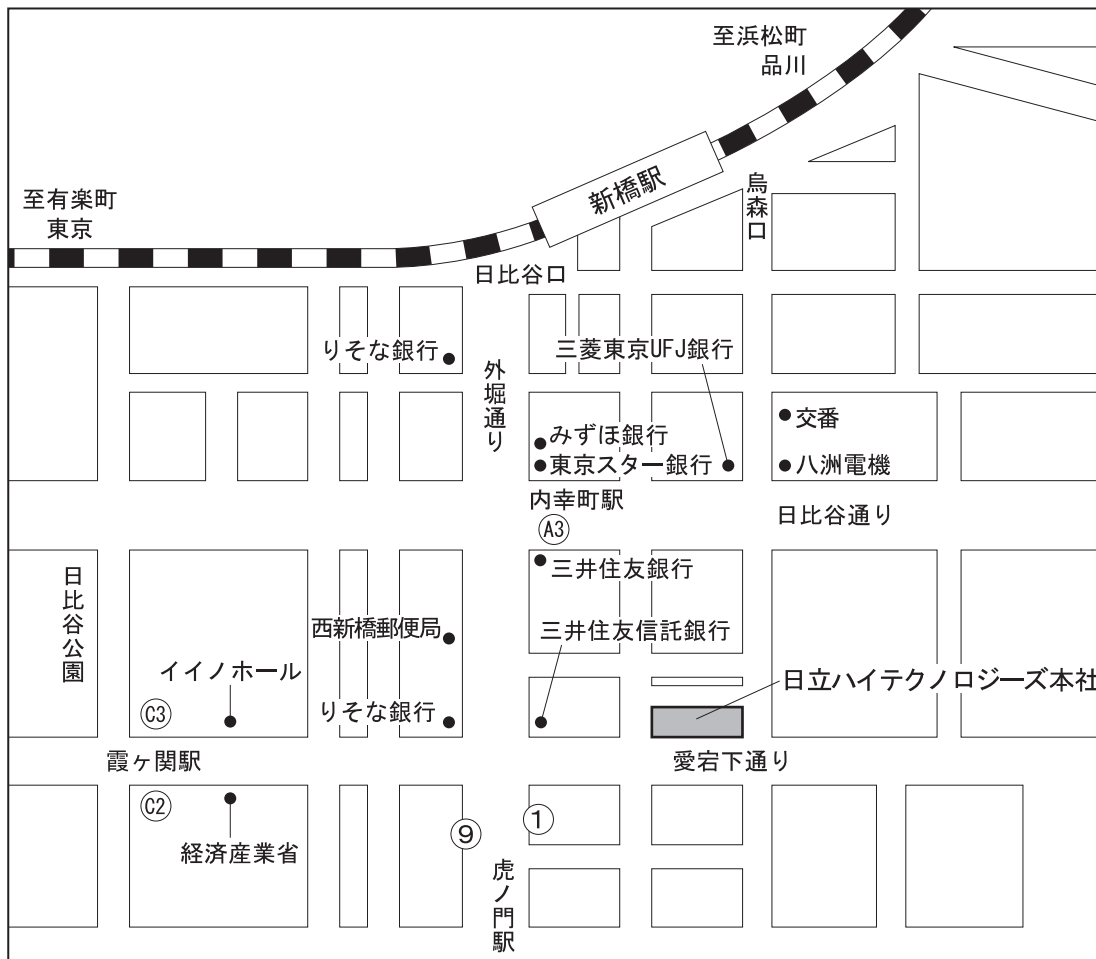 至浜松町
品川
新橋駅
烏森口
至有楽町
東京
日比谷口
りそな銀行
外堀通り
三菱東京UFJ銀行
みずほ銀行
東京スター銀行
交番
八洲電機
内幸町駅
A3
日比谷通り
三井住友銀行
日比谷公園
西新橋郵便局
三井住友信託銀行
イイノホール
日立ハイテクノロジーズ本社
C3
りそな銀行
霞ヶ関駅
愛宕下通り
C2
経済産業省
9
1
虎ノ門駅